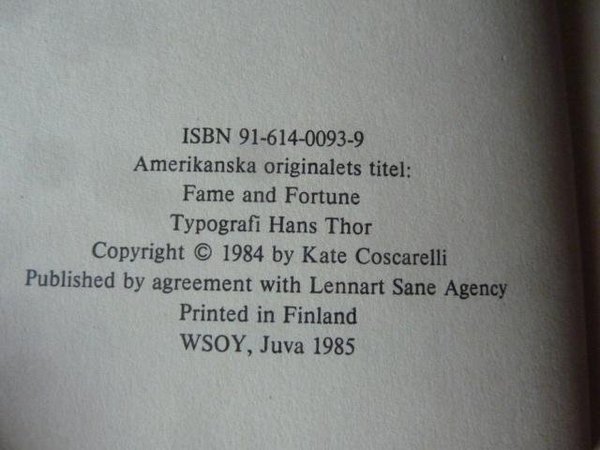 ISBN 91-614-0093-9
Amerikanska originalets titel:
Fame and Fortune
Typografi Hans Thor
Copyright © 1984 by Kate Coscarelli
Published by agreement with Lennart Sane Agency
Printed in Finland
WSOY, Juva 1985